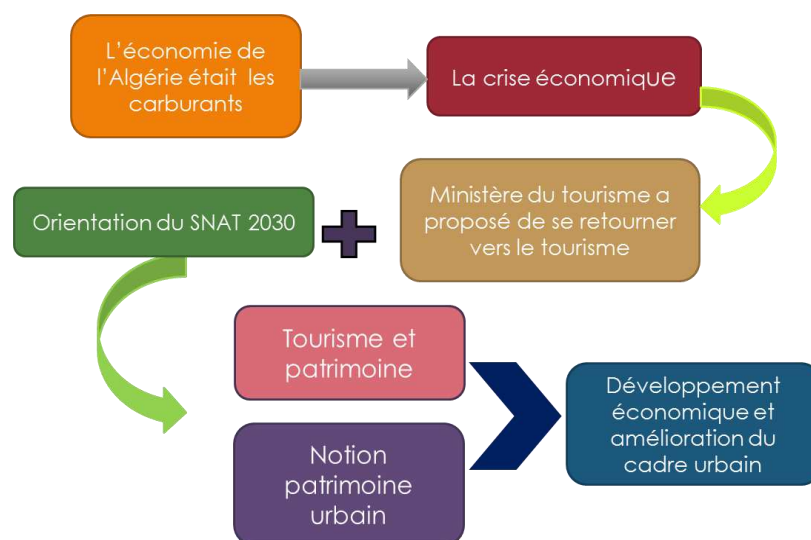 L'économie de
l'Algérie était les
carburants
La crise économique
Ministère du tourisme a
proposé de se retourner
vers le tourisme
Orientation du SNAT 2030
Tourisme et
patrimoine
Notion
patrimoine
urbain
Développement
économique et
amélioration du
cadre urbain